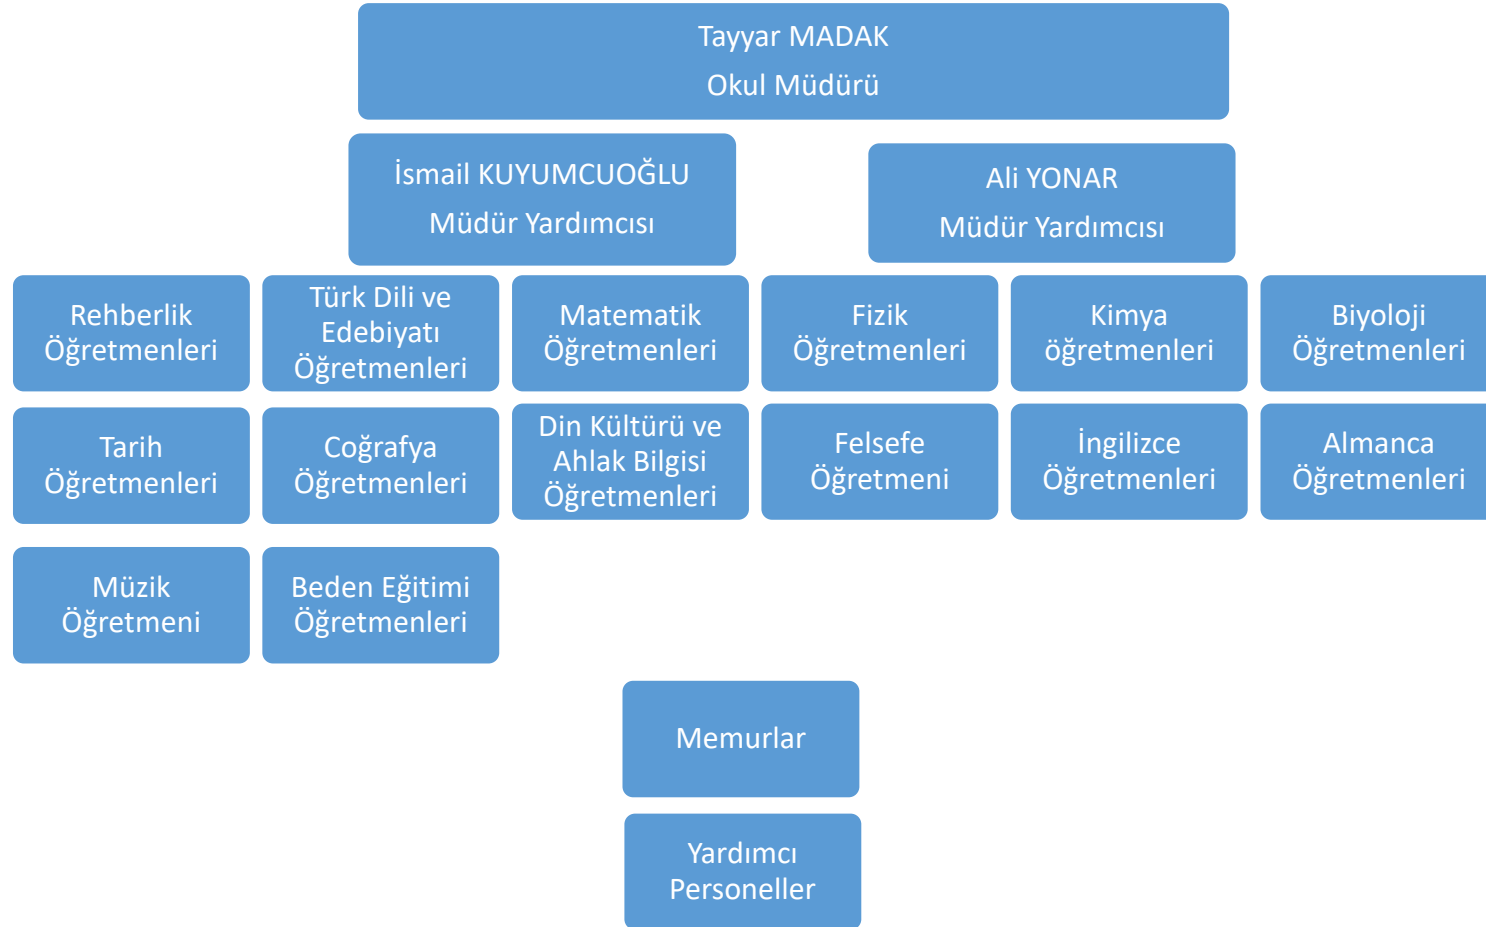 Tayyar MADAK
Okul Müdürü
İsmail KUYUMCUOĞLU
Müdür Yardımcısı
Ali YONAR
Müdür Yardımcısı
Rehberlik
Öğretmenleri
Türk Dili ve
Edebiyatı
Öğretmenleri
Matematik
Öğretmenleri
Fizik
Öğretmenleri
Kimya
öğretmenleri
Biyoloji
Öğretmenleri
Tarih
Öğretmenleri
Coğrafya
Öğretmenleri
Din Kültürü ve
Ahlak Bilgisi
Öğretmenleri
Felsefe
Öğretmeni
İngilizce
Öğretmenleri
Almanca
Öğretmenleri
Müzik
Öğretmeni
Beden Eğitimi
Öğretmenleri
Memurlar
Yardımcı
Personeller